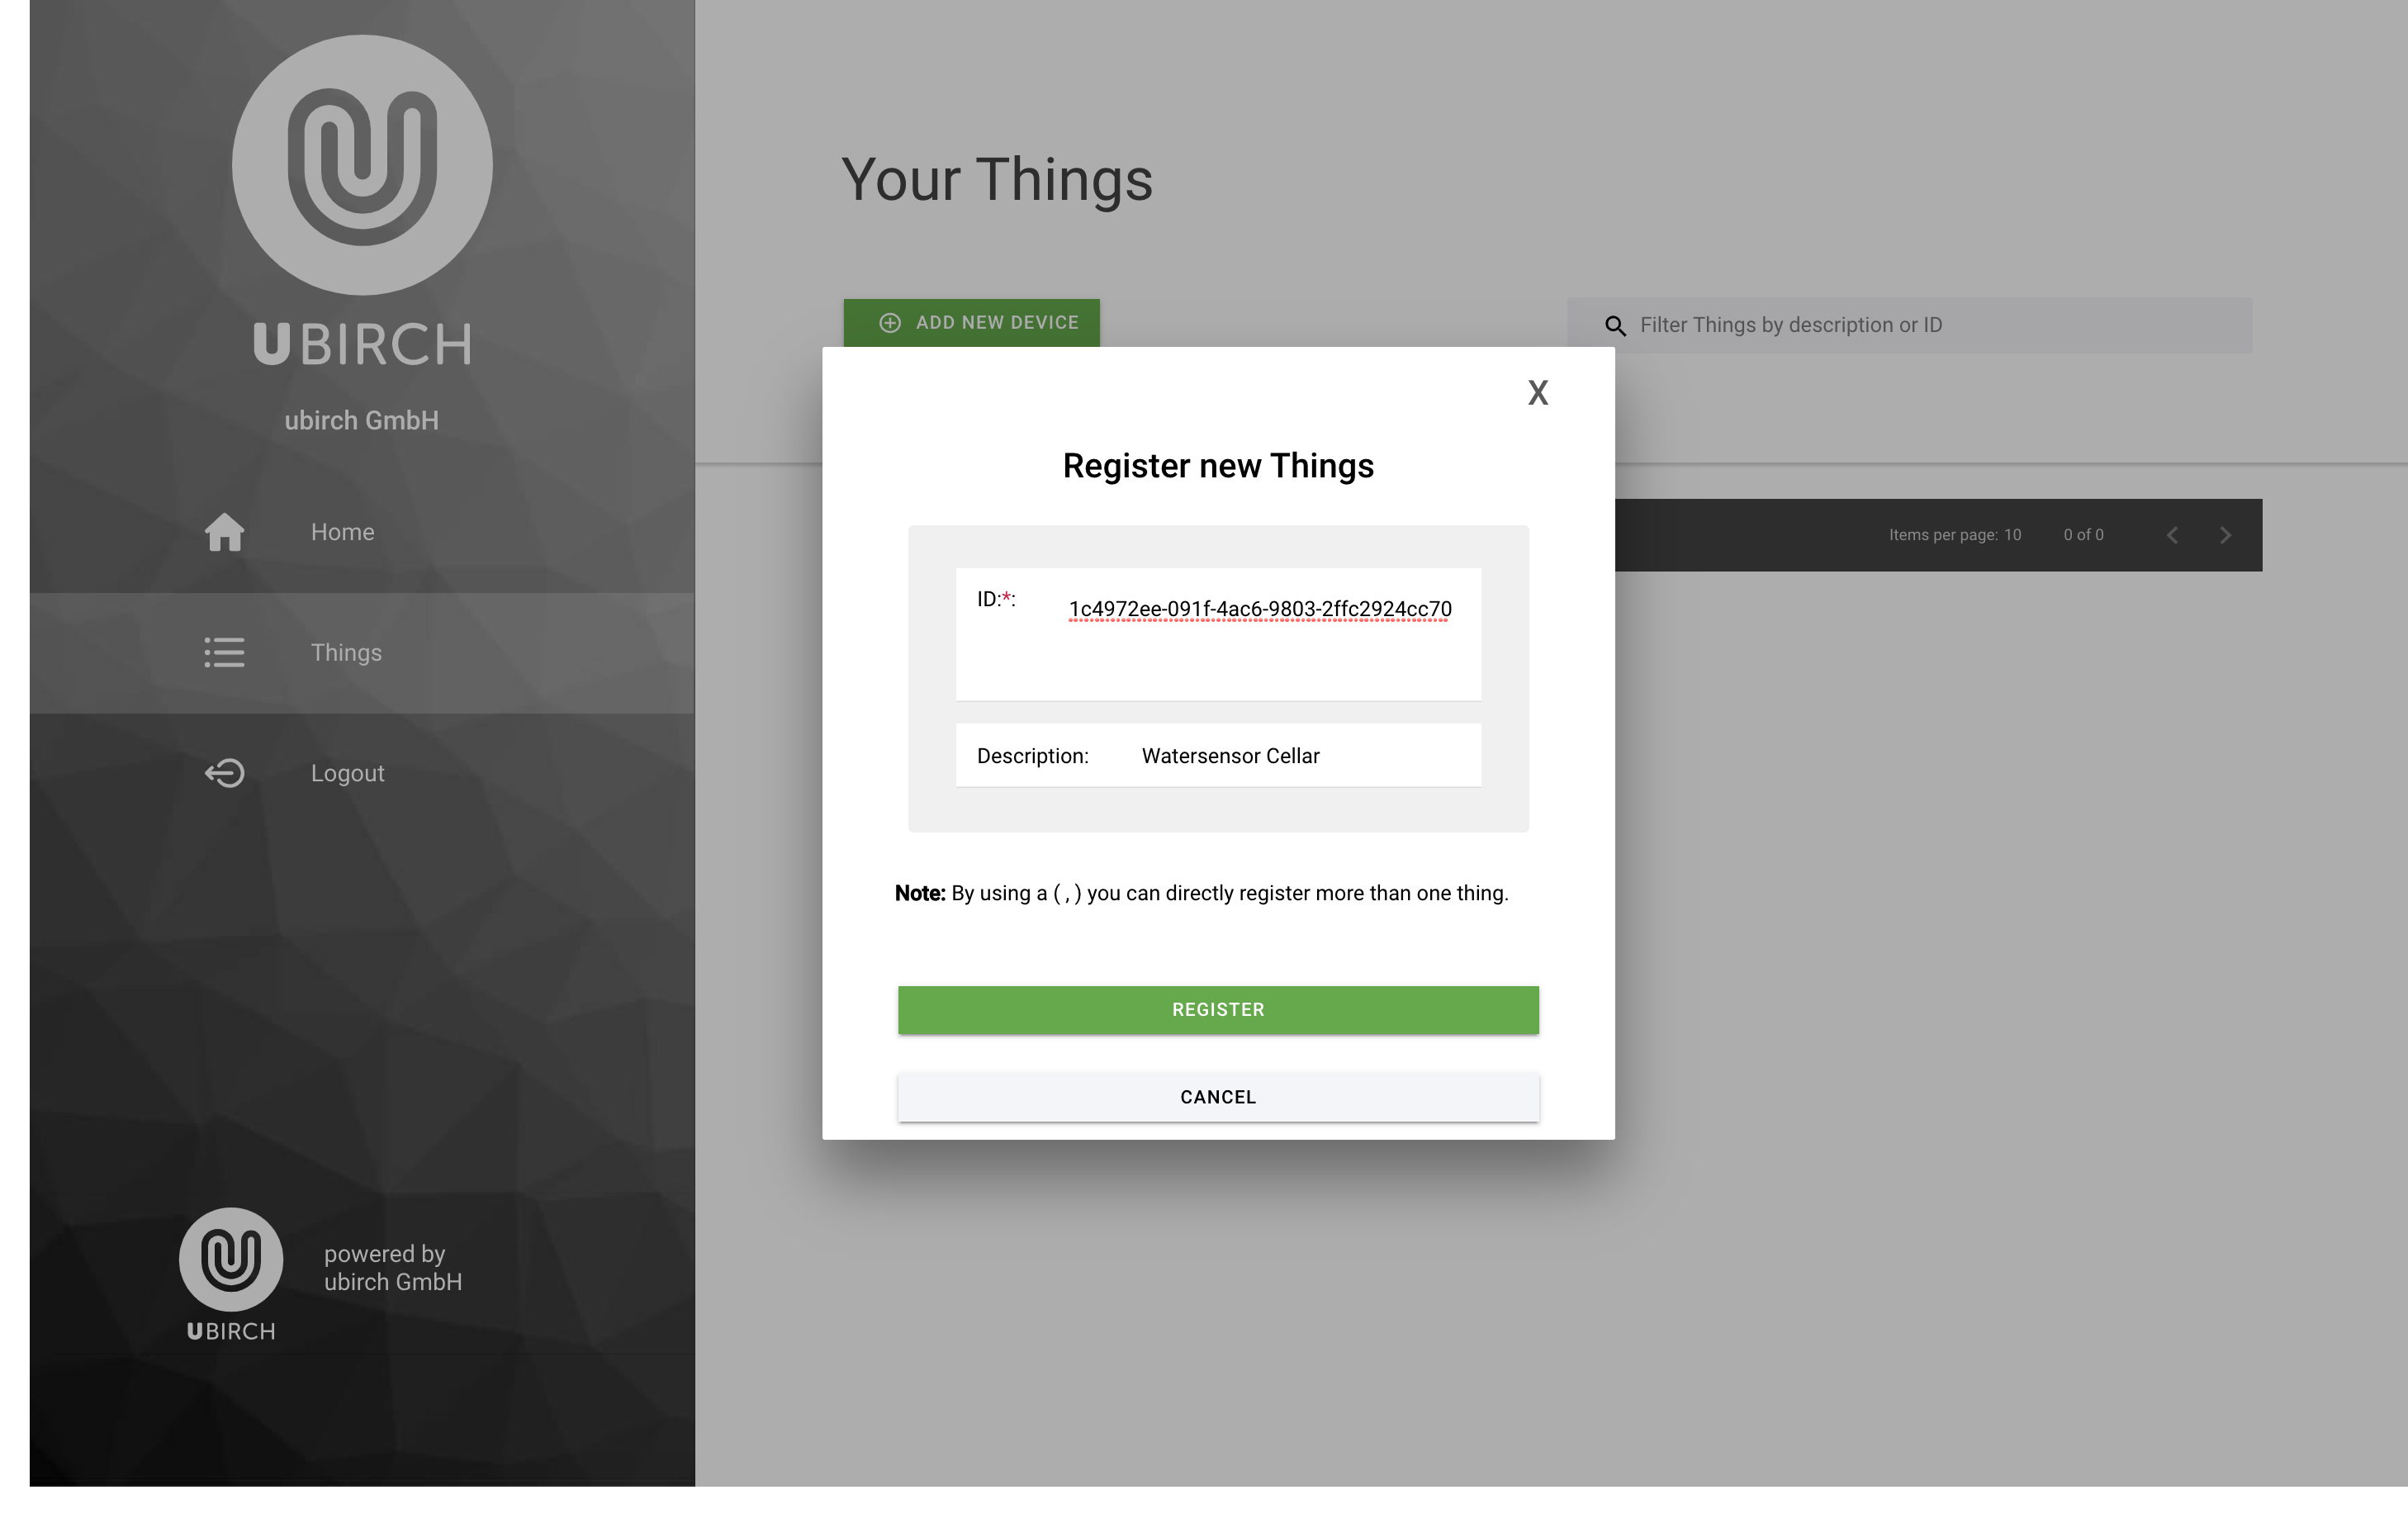 UBIRCH
ubirch GmbH
Home
Things
Logout
UBIRCH
powered by
ubirch GmbH
Your Things
ADD NEW DEVICE
Filter Things by description or ID
Items per page: 10 0 of 0
X
Register new Things
ID:*: 1c4972ee-091f-4ac6-9803-2ffc2924cc70
Description: Watersensor Cellar
Note: By using a ( , ) you can directly register more than one thing.
REGISTER
CANCEL